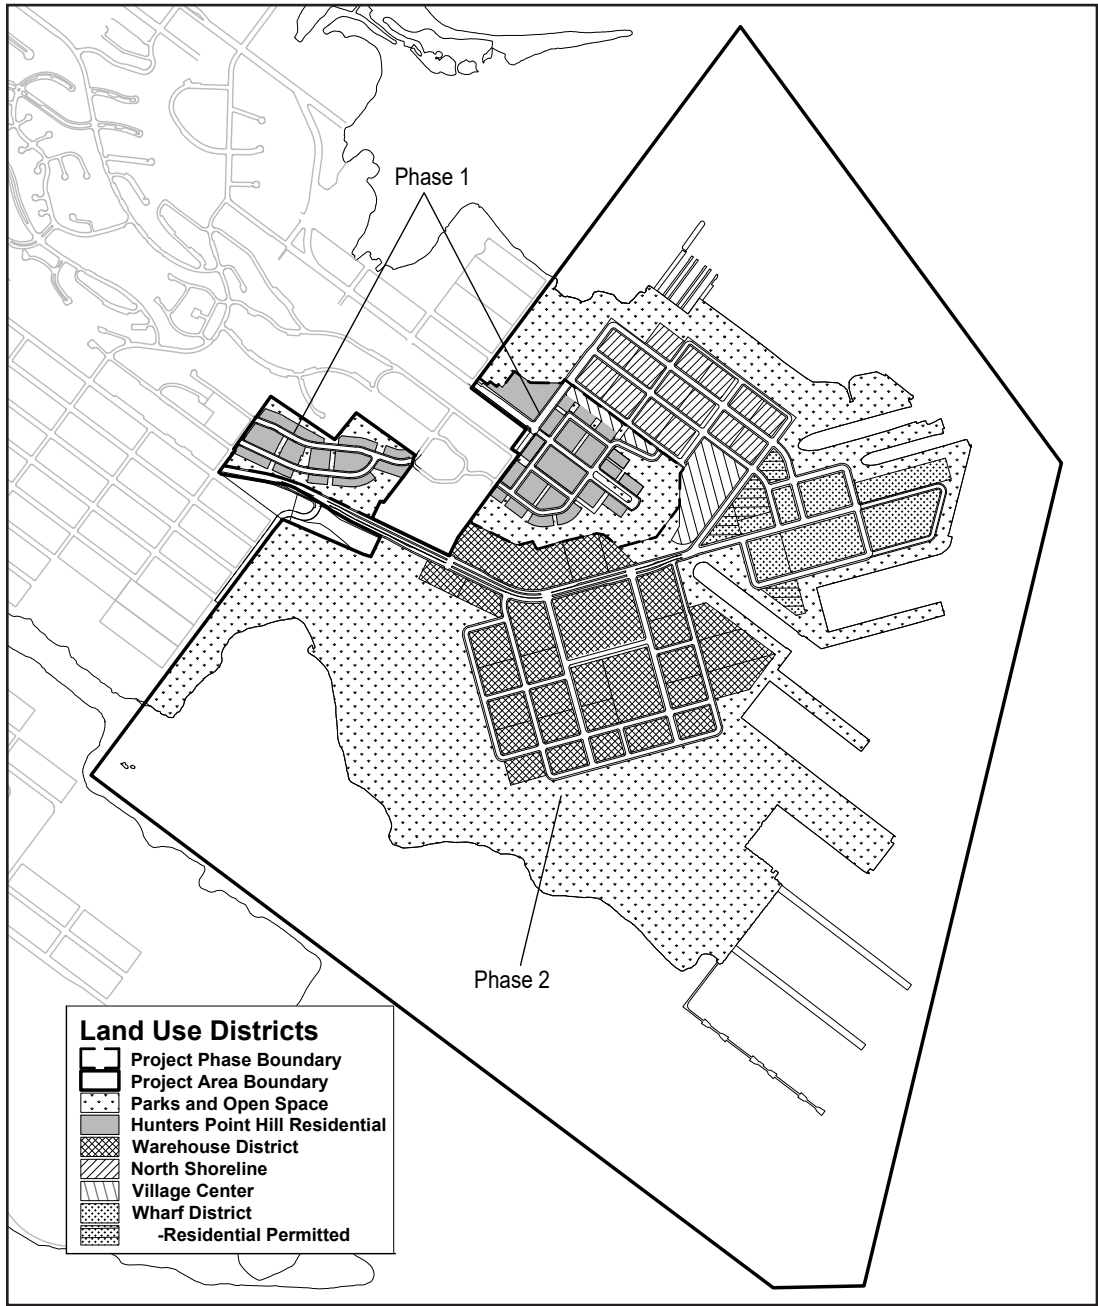 Phase 1
Phase 2
Land Use Districts
Project Phase Boundary
Project Area Boundary
Parks and Open Space
Hunters Point Hill Residential
Warehouse District
North Shoreline
Village Center
Wharf District
-Residential Permitted